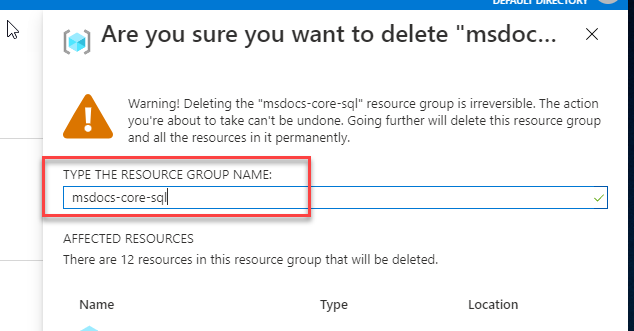 DEFAULT DIRECTORY
Are you sure you want to delete "msdoc...
Warning! Deleting the "msdocs-core-sql" resource group is irreversible. The action
you're about to take can't be undone. Going further will delete this resource group
and all the resources in it permanently.
TYPE THE RESOURCE GROUP NAME:
msdocs-core-sql
AFFECTED RESOURCES
There are 12 resources in this resource group that will be deleted.
Name Type Location